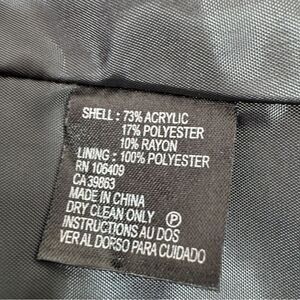 SHELL : 73% ACRYLIC
17% POLYESTER
10% RAYON
LINING : 100% POLYESTER
RN 106409
CA 39863
MADE IN CHINA
DRY CLEAN ONLY Ⓟ
INSTRUCTIONS AU DOS
VER AL DORSO PARA CUIDADO